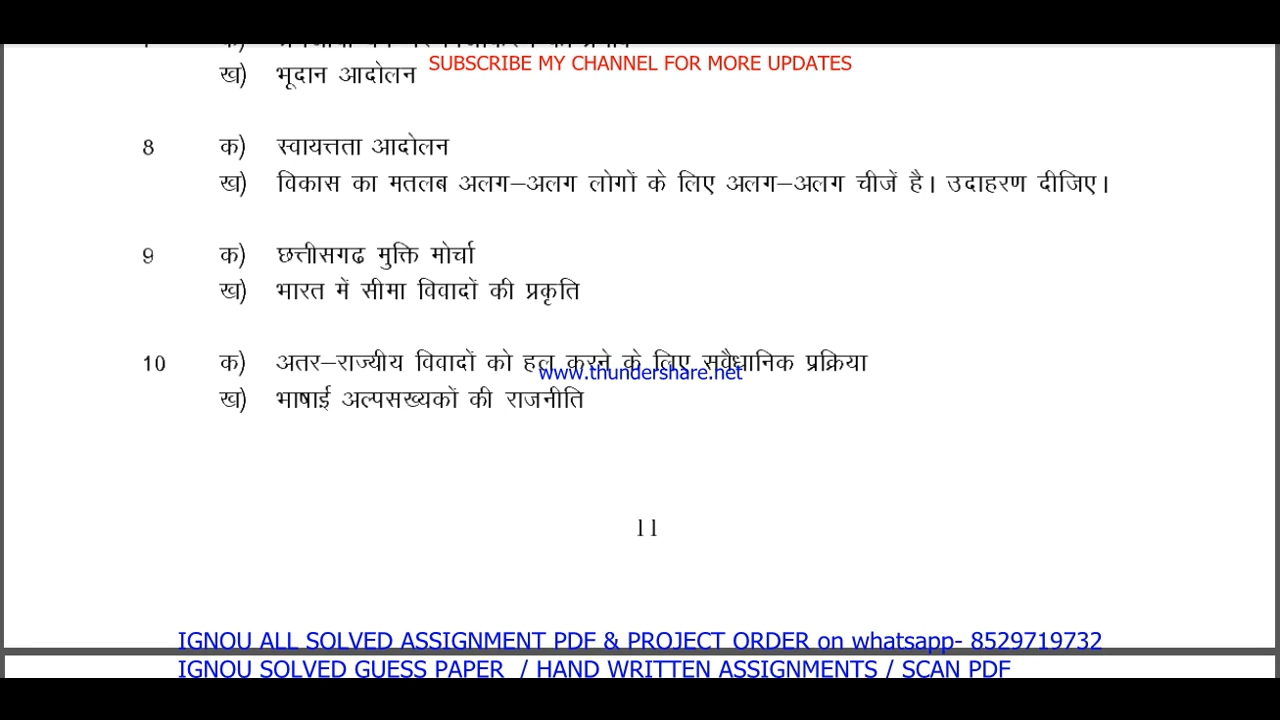 SUBSCRIBE MY CHANNEL FOR MORE UPDATES
ख) भूदान आदोलन
8 क) स्वायत्तता आदोलन
ख) विकास का मतलब अलग–अलग लोगों के लिए अलग–अलग चीजें है। उदाहरण दीजिए।
9 क) छत्तीसगढ मुक्ति मोर्चा
ख) भारत में सीमा विवादों की प्रकृति
10 क) अतर–राज्यीय विवादों को हल करने के लिए सवैधानिक प्रक्रिया
www.thundershare.net
ख) भाषाई अल्पसख्यकों की राजनीति
11
IGNOU ALL SOLVED ASSIGNMENT PDF & PROJECT ORDER on whatsapp- 8529719732
IGNOU SOLVED GUESS PAPER / HAND WRITTEN ASSIGNMENTS / SCAN PDF